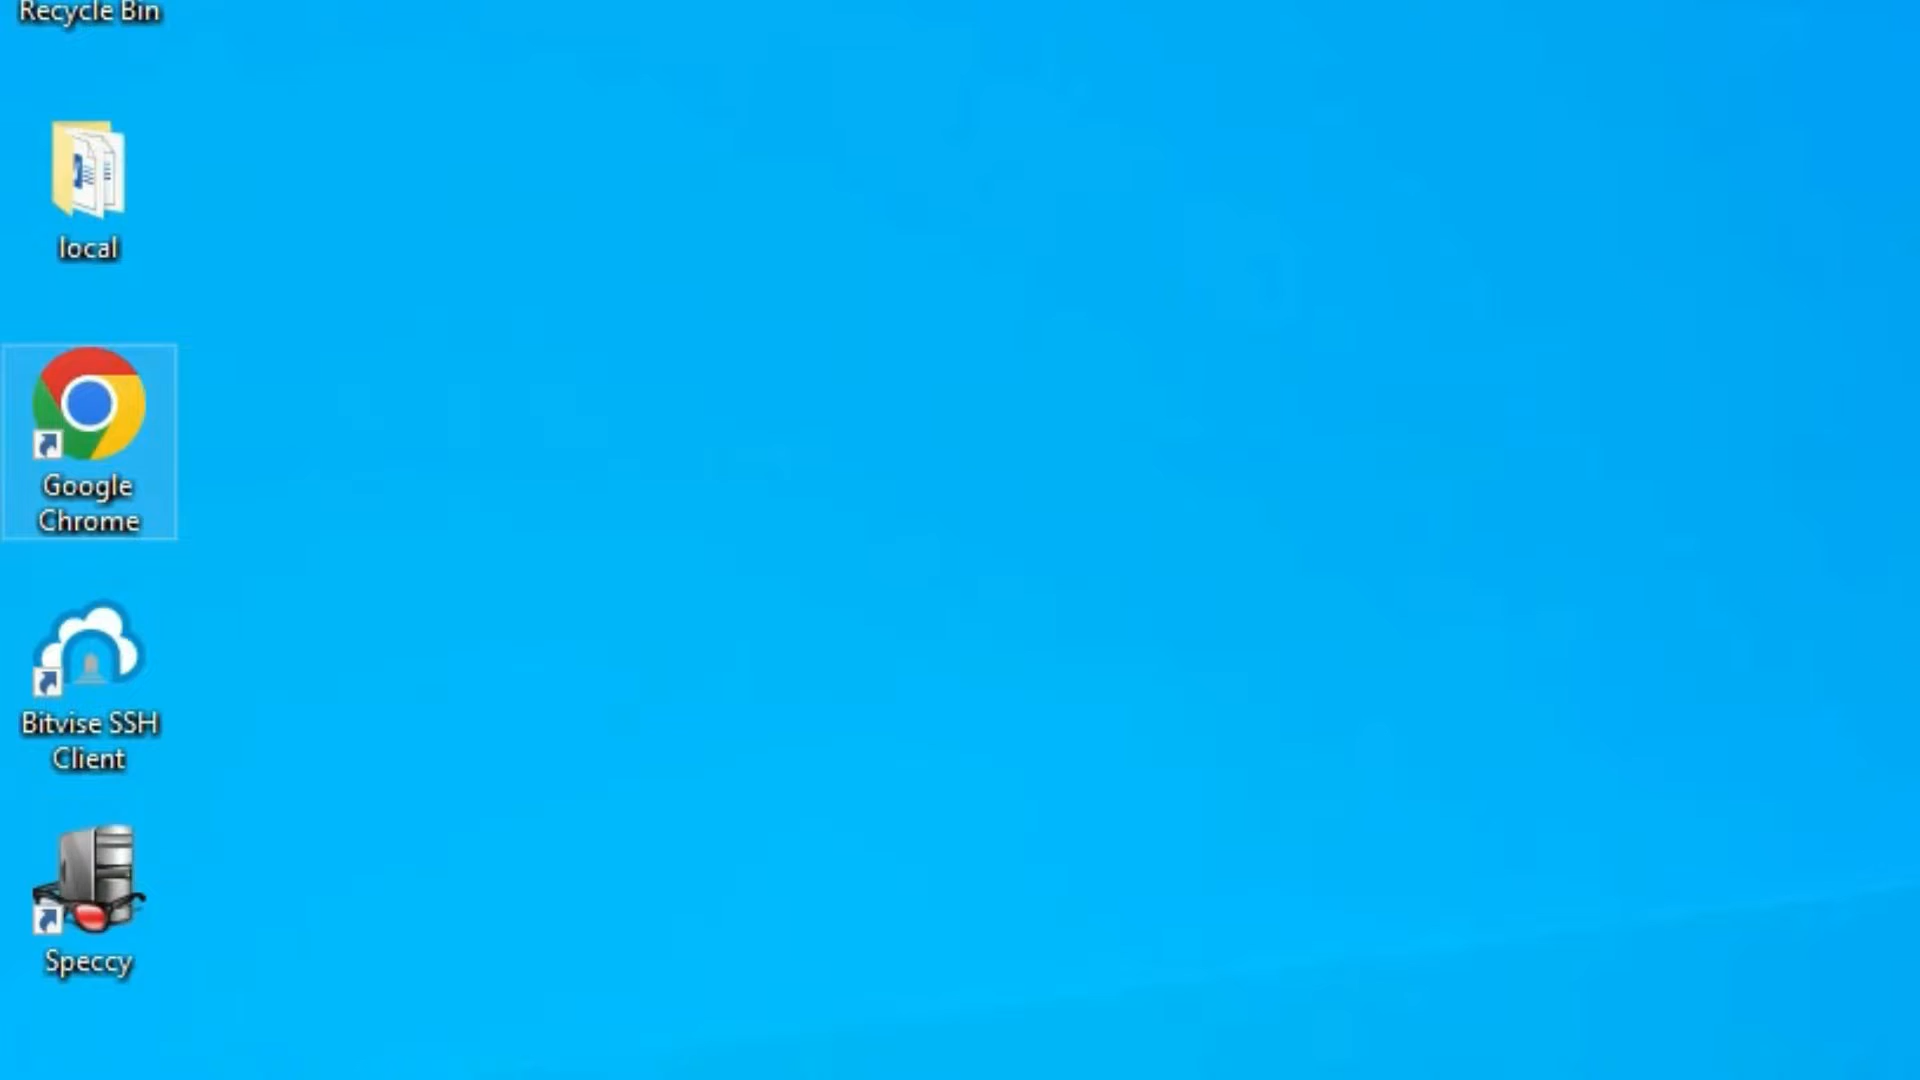 Recycle Bin
local
Google
Chrome
Bitvise SSH
Client
Speccy